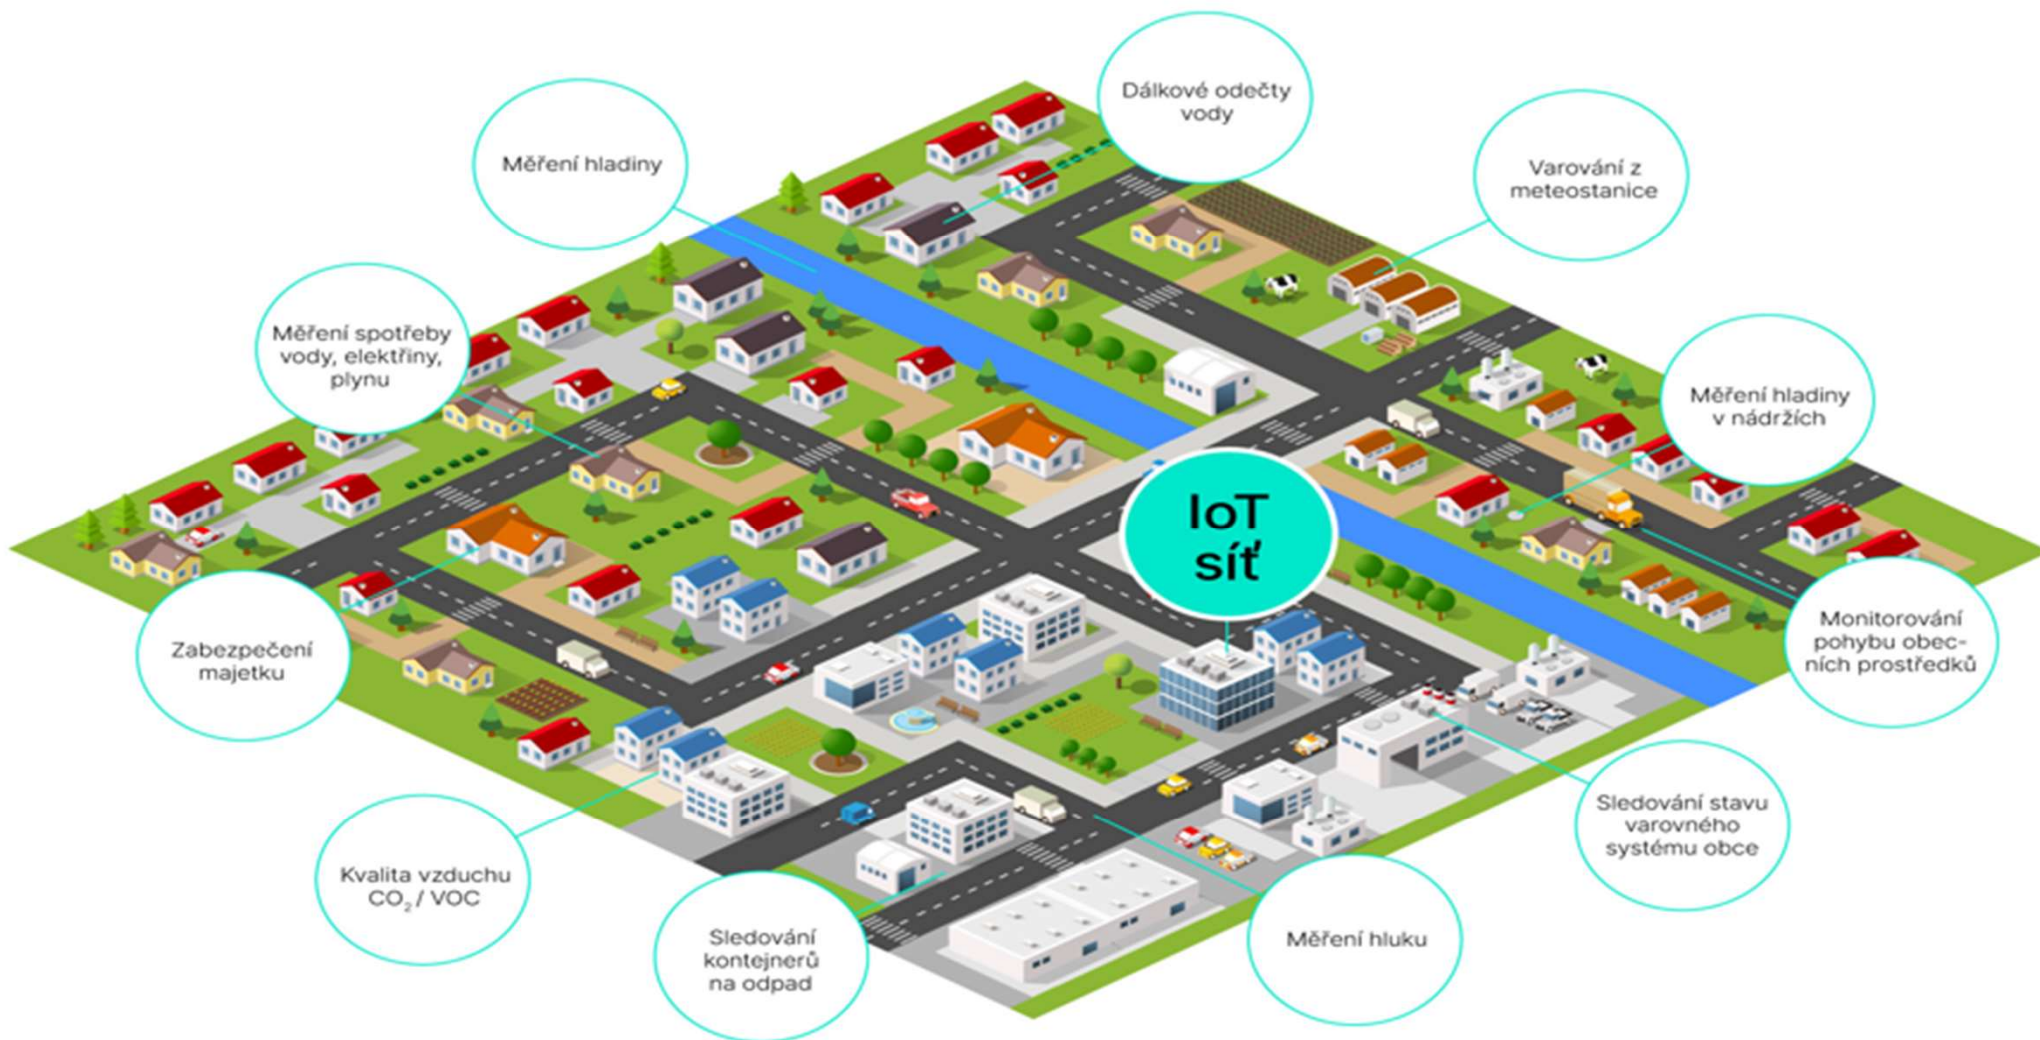 Dálkové odečty
vody
Měření hladiny
Varování z
meteostanice
Měření spotřeby
vody, elektřiny,
plynu
Měření hladiny
v nádržích
IoT
síť
Zabezpečení
majetku
Monitorování
pohybu obec-
ních prostředků
Sledování stavu
varovného
systému obce
Kvalita vzduchu
CO₂ / VOC
Sledování
kontejnerů
na odpad
Měření hluku